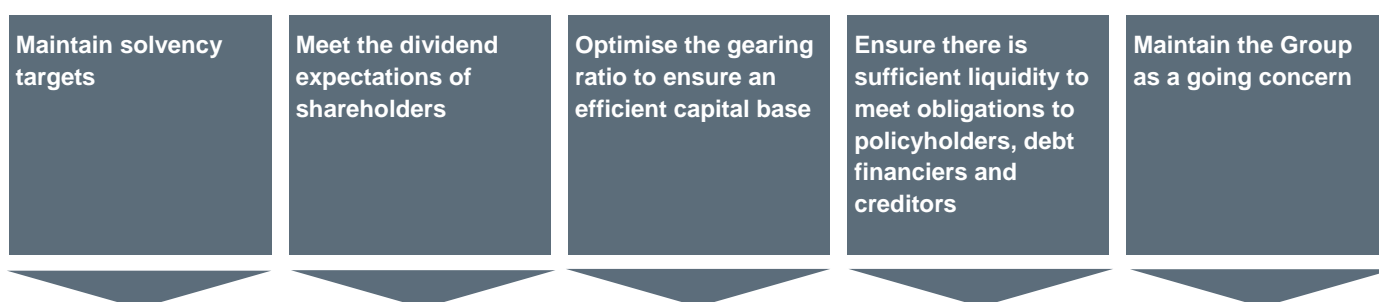 Maintain solvency
targets
Meet the dividend
expectations of
shareholders
Optimise the gearing
ratio to ensure an
efficient capital base
Ensure there is
sufficient liquidity to
meet obligations to
policyholders, debt
financiers and
creditors
Maintain the Group
as a going concern